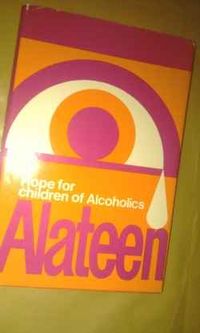 Hope for
children of Alcoholics
Alateen